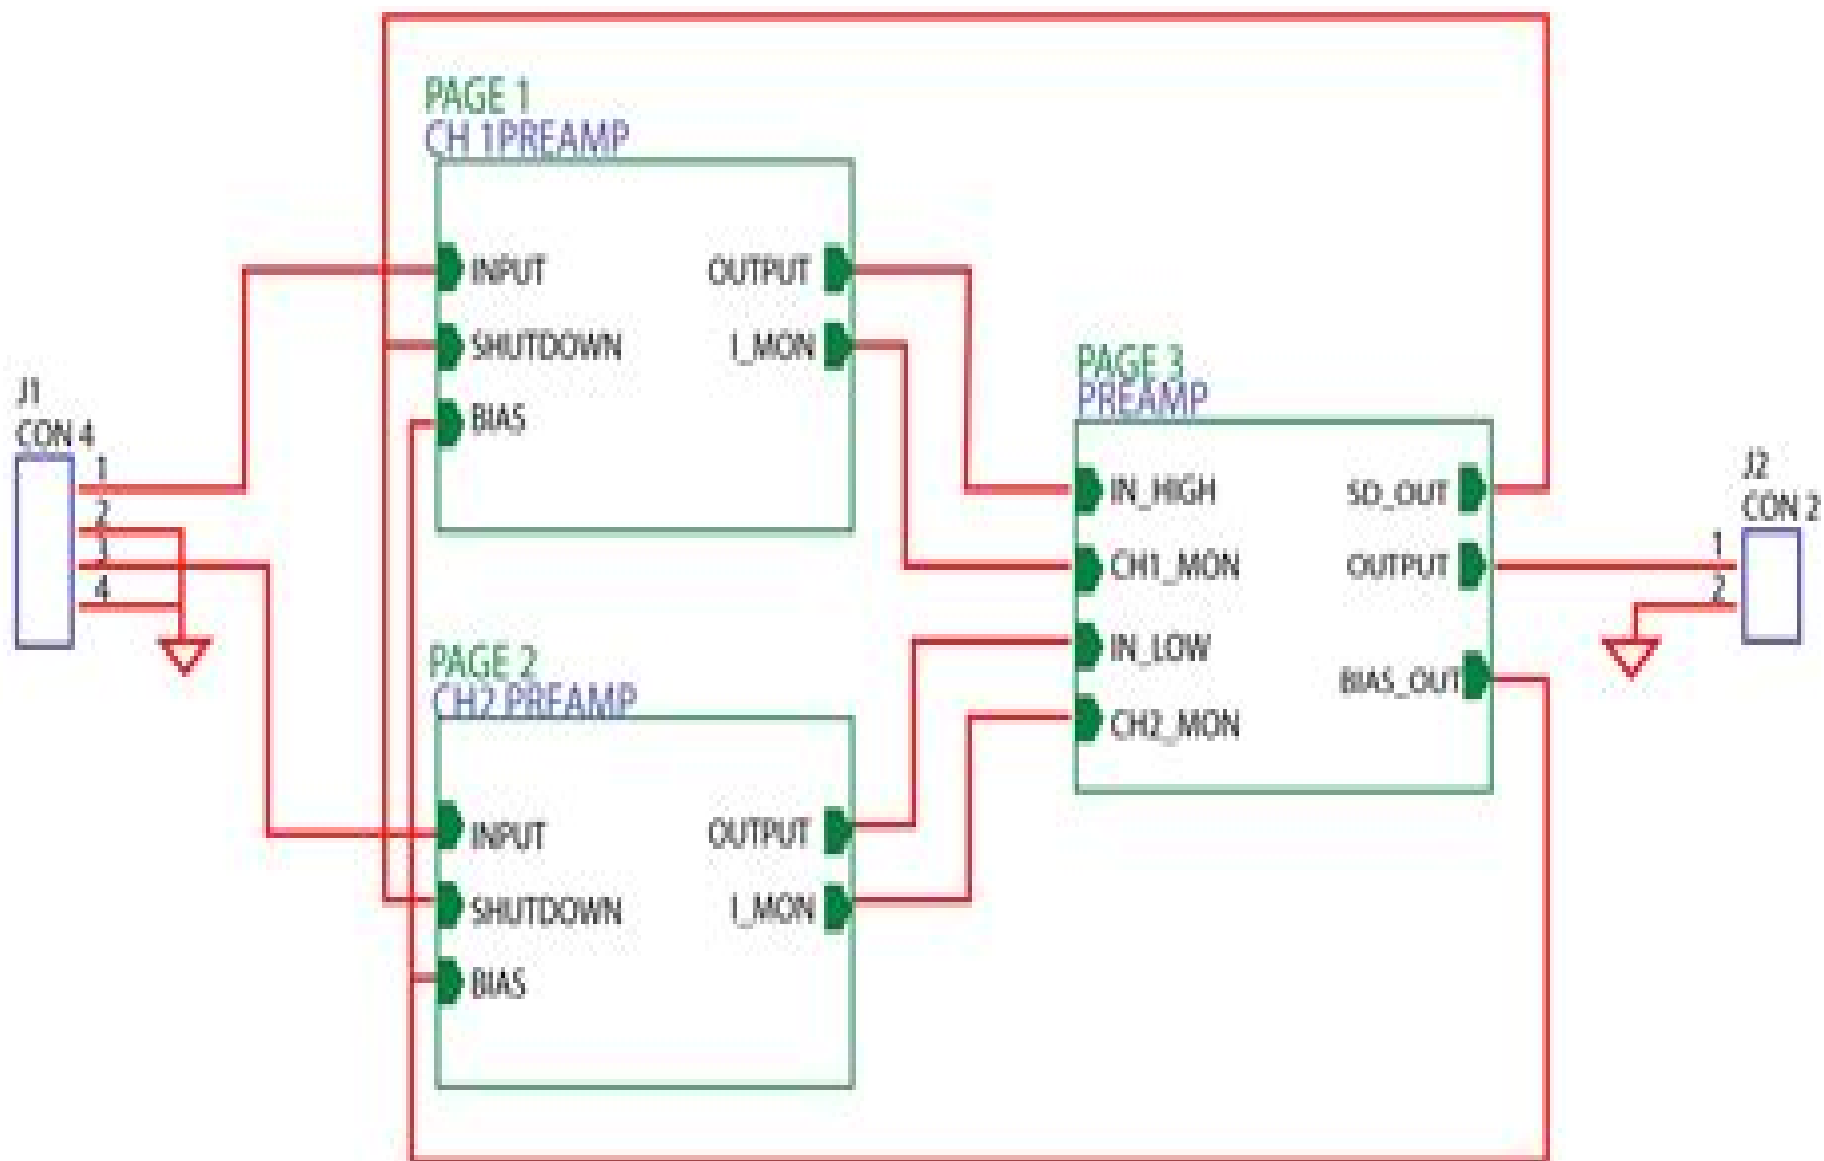 PAGE 1
CH 1PREAMP
INPUT
SHUTDOWN
BIAS
OUTPUT
I_MON
J1
CON 4
1
2
3
4
PAGE 2
CH2 PREAMP
INPUT
SHUTDOWN
BIAS
OUTPUT
I_MON
PAGE 3
PREAMP
IN_HIGH
CH1_MON
IN_LOW
CH2_MON
SD_OUT
OUTPUT
BIAS_OUT
J2
CON 2
1
2